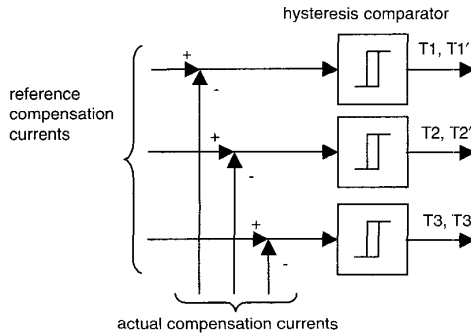 hysteresis comparator
T1, T1'
+
-
reference
compensation
currents
T2, T2'
+
-
T3, T3
+
-
actual compensation currents